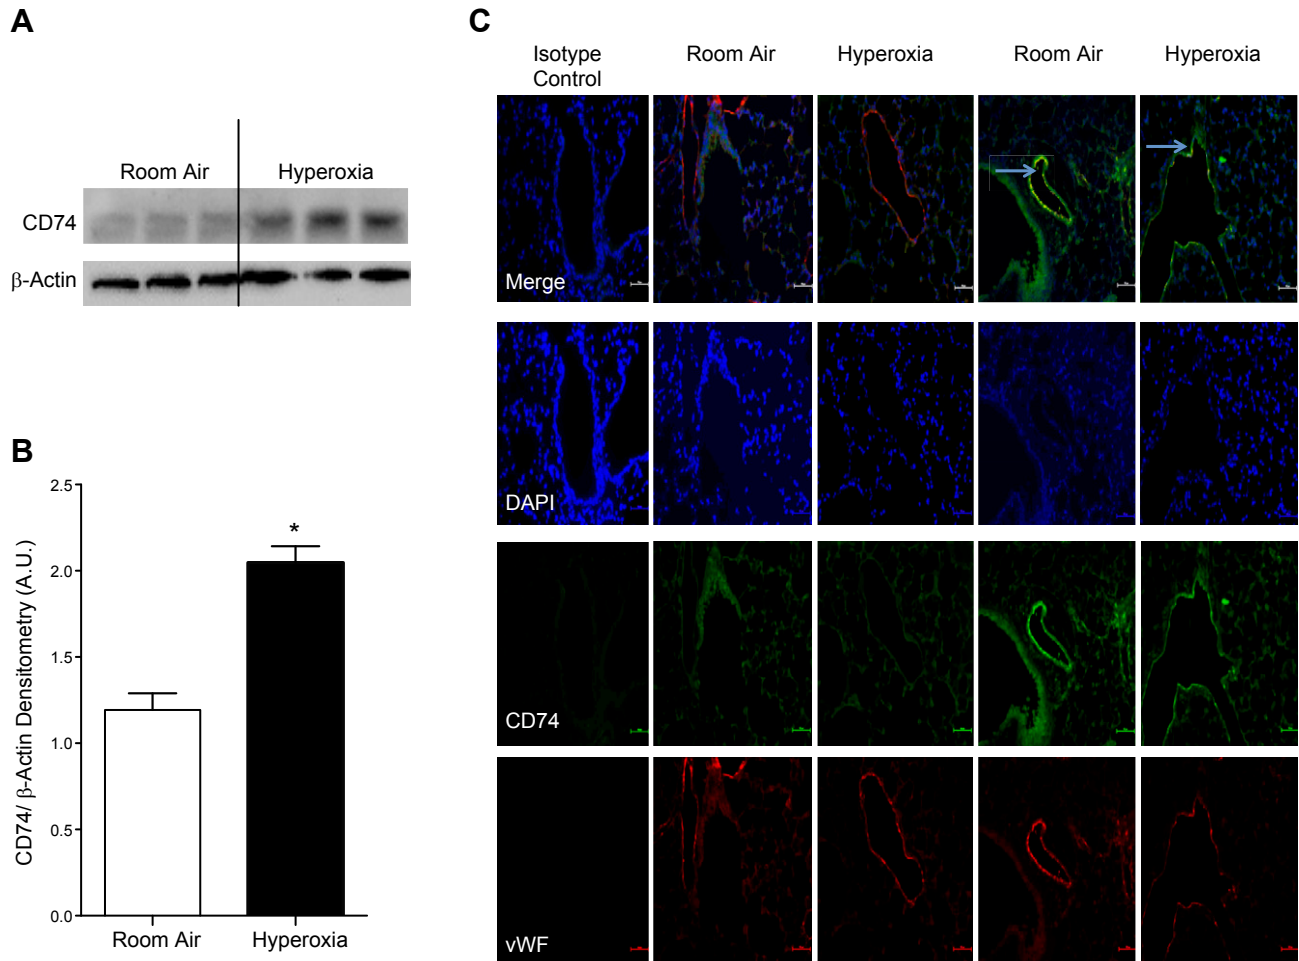 A
Room Air Hyperoxia
CD74
β-Actin
B
CD74/ β-Actin Densitometry (A.U.)
2.5
2.0
1.5
1.0
0.5
0.0
*
Room Air Hyperoxia
C
Isotype Control Room Air Hyperoxia Room Air Hyperoxia
Merge
DAPI
CD74
vWF